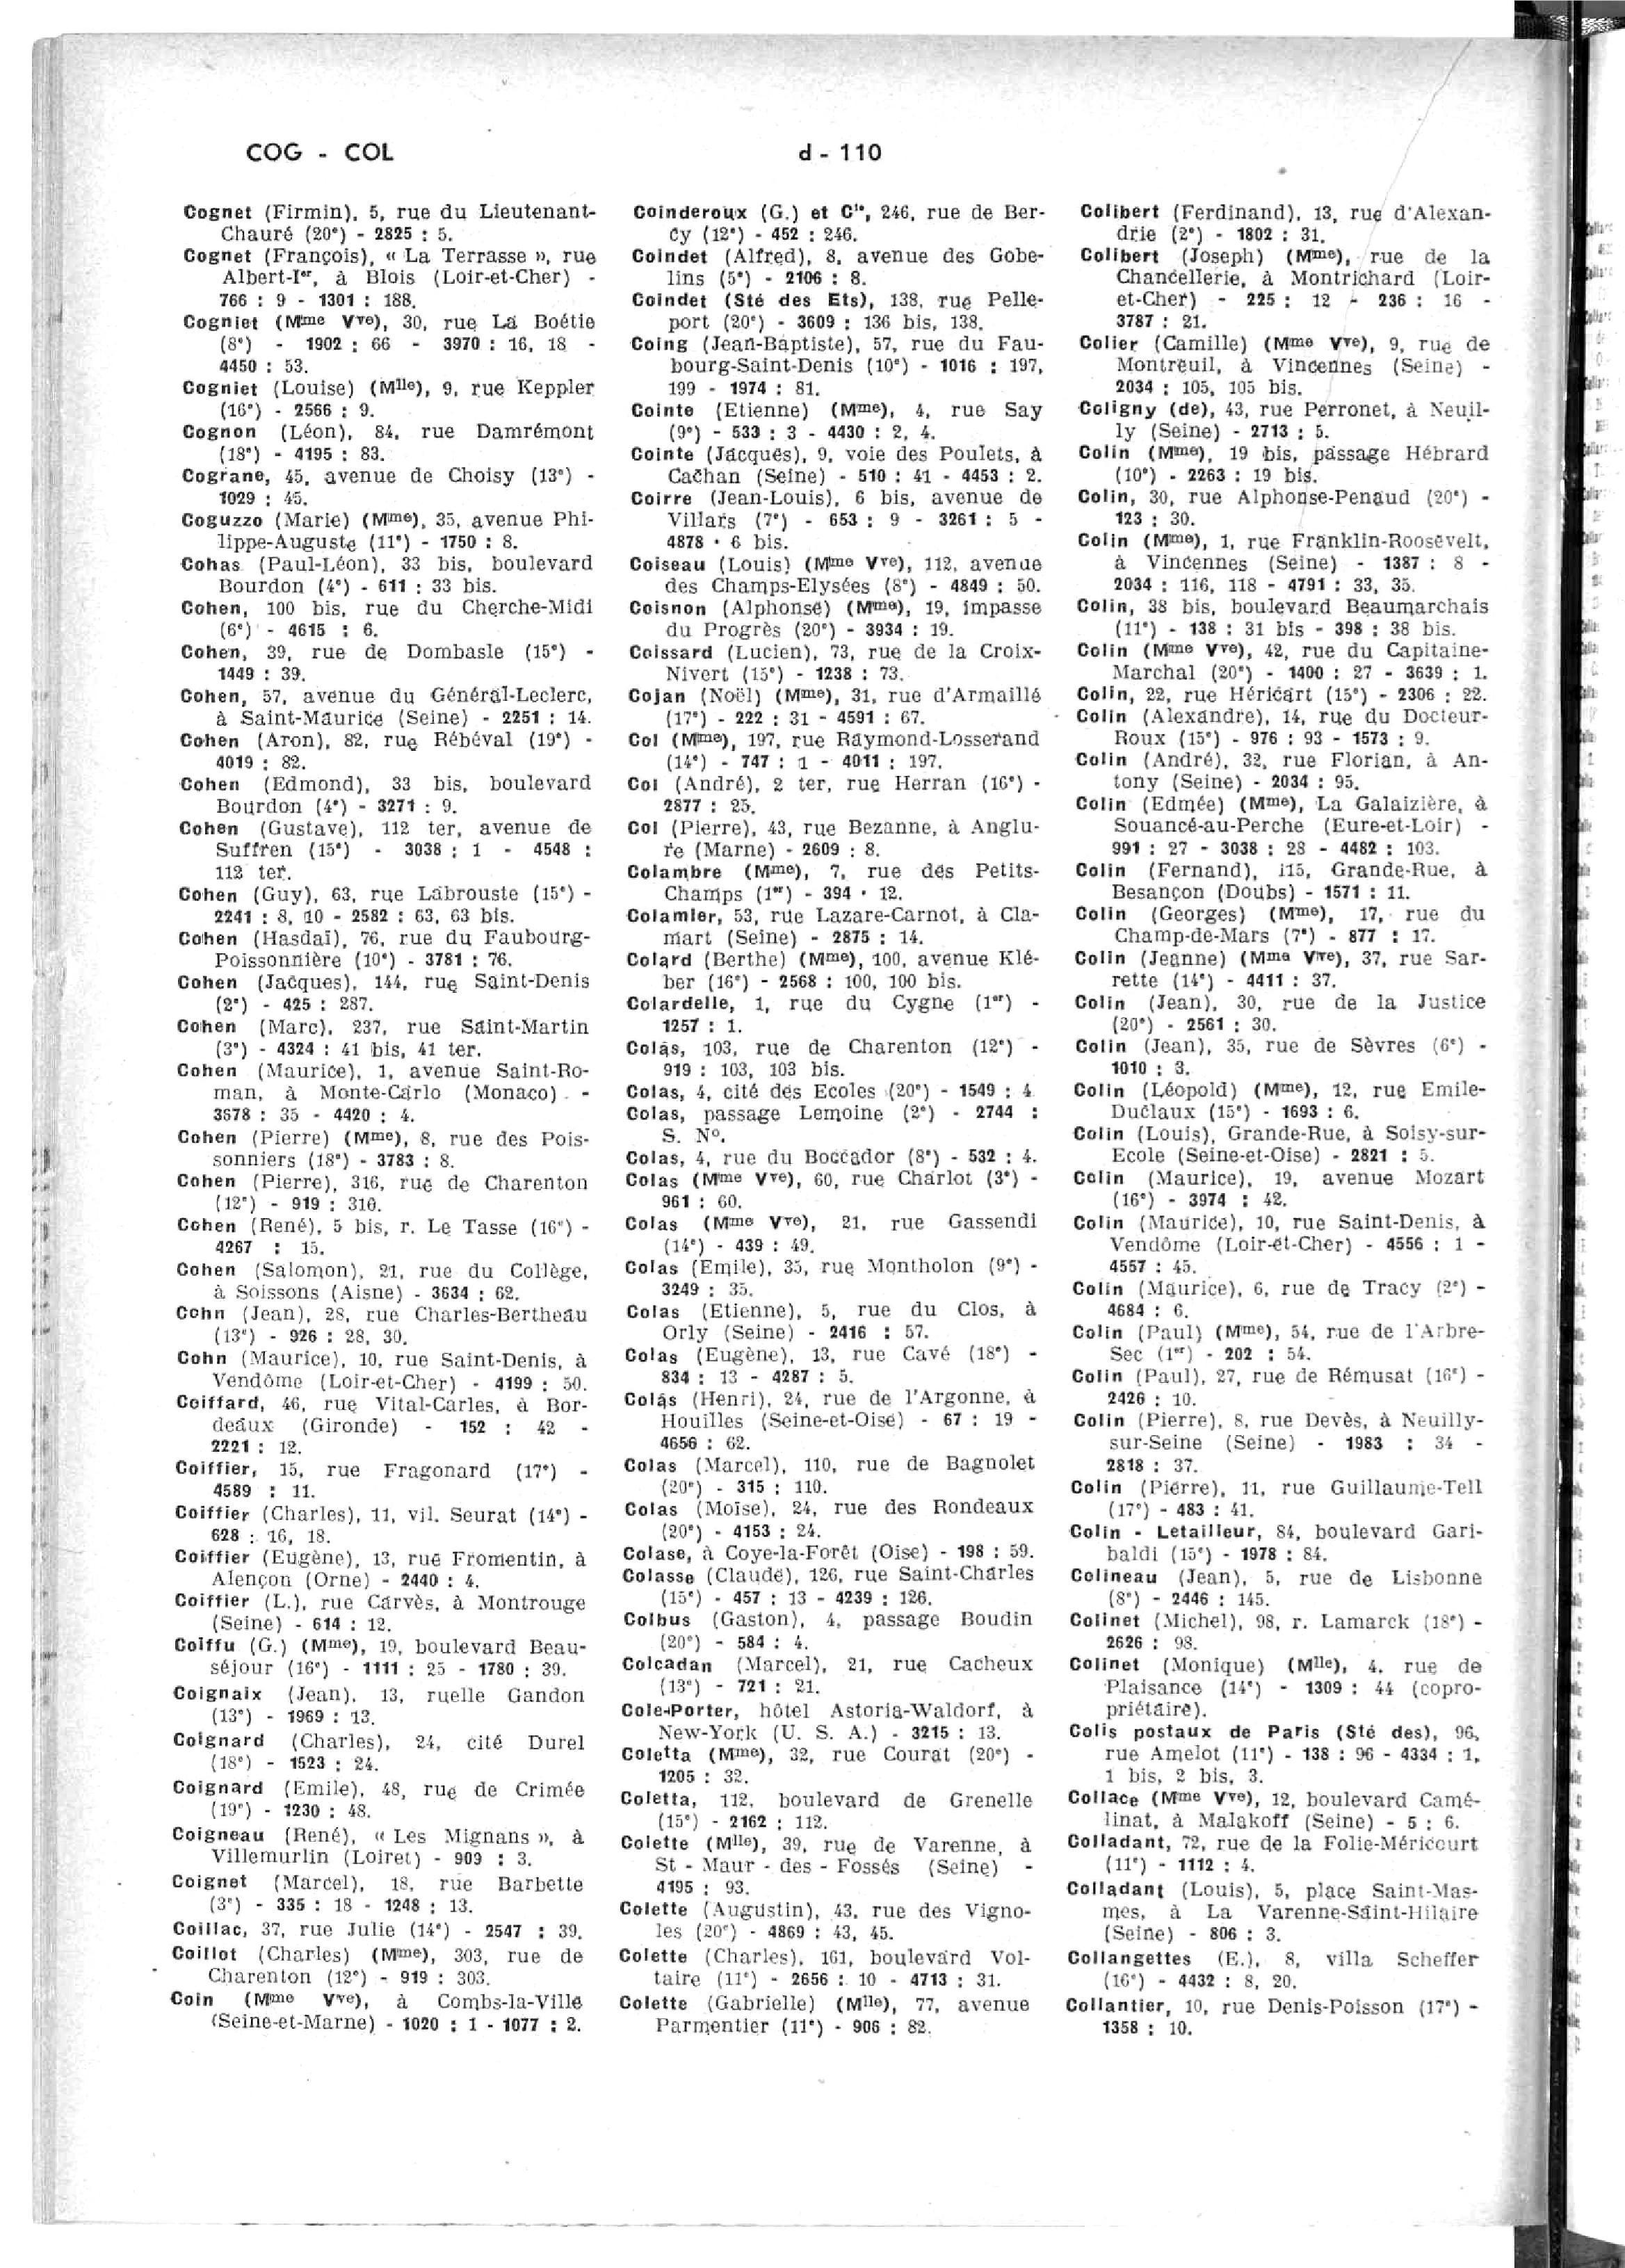 COG - COL
d - 110
Cognet (Firmin), 5, rue du Lieutenant-
Chauré (20e) - 2825 : 5.
Cognet (François), « La Terrasse », rue
Albert-Ier, à Blois (Loir-et-Cher) -
766 : 9 - 1301 : 188.
Cogniet (Mme Vve), 30, rue La Boétie
(8e) - 1902 : 66 - 3970 : 16, 18 -
4450 : 53.
Cogniet (Louise) (Mlle), 9, rue Keppler
(16e) - 2566 : 9.
Cognon (Léon), 84, rue Damrémont
(18e) - 4195 : 83.
Cograne, 45, avenue de Choisy (13e) -
1029 : 45.
Coguzzo (Marie) (Mme), 35, avenue Phi-
lippe-Auguste (11e) - 1750 : 8.
Cohas (Paul-Léon), 33 bis, boulevard
Bourdon (4e) - 611 : 33 bis.
Cohen, 100 bis, rue du Cherche-Midi
(6e) - 4615 : 6.
Cohen, 39, rue de Dombasle (15e) -
1449 : 39.
Cohen, 57, avenue du Général-Leclerc,
à Saint-Maurice (Seine) - 2251 : 14.
Cohen (Aron), 82, rue Rébéval (19e) -
4019 : 82.
Cohen (Edmond), 33 bis, boulevard
Bourdon (4e) - 3271 : 9.
Cohen (Gustave), 112 ter, avenue de
Suffren (15e) - 3038 : 1 - 4548 :
112 ter.
Cohen (Guy), 63, rue Labrouste (15e) -
2241 : 8, 10 - 2582 : 63, 63 bis.
Cohen (Hasdaï), 76, rue du Faubourg-
Poissonnière (10e) - 3781 : 76.
Cohen (Jacques), 144, rue Saint-Denis
(2e) - 425 : 287.
Cohen (Marc), 237, rue Saint-Martin
(3e) - 4324 : 41 bis, 41 ter.
Cohen (Maurice), 1, avenue Saint-Ro-
man, à Monte-Carlo (Monaco) -
3678 : 35 - 4420 : 4.
Cohen (Pierre) (Mme), 8, rue des Pois-
sonniers (18e) - 3783 : 8.
Cohen (Pierre), 316, rue de Charenton
(12e) - 919 : 316.
Cohen (René), 5 bis, r. Le Tasse (16e) -
4267 : 15.
Cohen (Salomon), 21, rue du Collège,
à Soissons (Aisne) - 3634 : 62.
Cohn (Jean), 28, rue Charles-Bertheau
(13e) - 926 : 28, 30.
Cohn (Maurice), 10, rue Saint-Denis, à
Vendôme (Loir-et-Cher) - 4199 : 50.
Coiffard, 46, rue Vital-Carles, à Bor-
deaux (Gironde) - 152 : 42 -
2221 : 12.
Coiffier, 15, rue Fragonard (17e) -
4589 : 11.
Coiffier (Charles), 11, vil. Seurat (14e) -
628 : 16, 18.
Coiffier (Eugène), 13, rue Fromentin, à
Alençon (Orne) - 2440 : 4.
Coiffier (L.), rue Carvès, à Montrouge
(Seine) - 614 : 12.
Coiffu (G.) (Mme), 19, boulevard Beau-
séjour (16e) - 1111 : 25 - 1780 : 39.
Coignaix (Jean), 13, ruelle Gandon
(13e) - 1969 : 13.
Coignard (Charles), 24, cité Durel
(18e) - 1523 : 24.
Coignard (Emile), 48, rue de Crimée
(19e) - 1230 : 48.
Coigneau (René), « Les Mignans », à
Villemurlin (Loiret) - 909 : 3.
Coignet (Marcel), 18, rue Barbette
(3e) - 335 : 18 - 1248 : 13.
Coillac, 37, rue Julie (14e) - 2547 : 39.
Coillot (Charles) (Mme), 303, rue de
Charenton (12e) - 919 : 303.
Coin (Mme Vve), à Combs-la-Ville
(Seine-et-Marne) - 1020 : 1 - 1077 : 2.
Coinderoux (G.) et Cie, 246, rue de Ber-
cy (12e) - 452 : 246.
Coindet (Alfred), 8, avenue des Gobe-
lins (5e) - 2106 : 8.
Coindet (Sté des Ets), 138, rue Pelle-
port (20e) - 3609 : 136 bis, 138.
Coing (Jean-Baptiste), 57, rue du Fau-
bourg-Saint-Denis (10e) - 1016 : 197,
199 - 1974 : 81.
Cointe (Etienne) (Mme), 4, rue Say
(9e) - 533 : 3 - 4430 : 2, 4.
Cointe (Jacques), 9, voie des Poulets, à
Cachan (Seine) - 510 : 41 - 4453 : 2.
Coirre (Jean-Louis), 6 bis, avenue de
Villars (7e) - 653 : 9 - 3261 : 5 -
4878 : 6 bis.
Coiseau (Louis) (Mme Vve), 112, avenue
des Champs-Elysées (8e) - 4849 : 50.
Coisnon (Alphonse) (Mme), 19, impasse
du Progrès (20e) - 3934 : 19.
Coissard (Lucien), 73, rue de la Croix-
Nivert (15e) - 1238 : 73.
Cojan (Noël) (Mme), 31, rue d'Armaillé
(17e) - 222 : 31 - 4591 : 67.
Col (Mme), 197, rue Raymond-Losserand
(14e) - 747 : 1 - 4011 : 197.
Col (André), 2 ter, rue Herran (16e) -
2877 : 25.
Col (Pierre), 43, rue Bezanne, à Anglu-
re (Marne) - 2609 : 8.
Colambre (Mme), 7, rue des Petits-
Champs (1er) - 394 : 12.
Colamier, 53, rue Lazare-Carnot, à Cla-
mart (Seine) - 2875 : 14.
Colard (Berthe) (Mme), 100, avenue Klé-
ber (16e) - 2568 : 100, 100 bis.
Colardelle, 1, rue du Cygne (1er) -
1257 : 1.
Colas, 103, rue de Charenton (12e) -
919 : 103, 103 bis.
Colas, 4, cité des Ecoles (20e) - 1549 : 4
Colas, passage Lemoine (2e) - 2744 :
S. No.
Colas, 4, rue du Boccador (8e) - 532 : 4.
Colas (Mme Vve), 60, rue Charlot (3e) -
961 : 60.
Colas (Mme Vve), 21, rue Gassendi
(14e) - 439 : 49.
Colas (Emile), 35, rue Montholon (9e) -
3249 : 35.
Colas (Etienne), 5, rue du Clos, à
Orly (Seine) - 2416 : 57.
Colas (Eugène), 13, rue Cavé (18e) -
834 : 13 - 4287 : 5.
Colas (Henri), 24, rue de l'Argonne, à
Houilles (Seine-et-Oise) - 67 : 19 -
4656 : 62.
Colas (Marcel), 110, rue de Bagnolet
(20e) - 315 : 110.
Colas (Moïse), 24, rue des Rondeaux
(20e) - 4153 : 24.
Colase, à Coye-la-Forêt (Oise) - 198 : 59.
Colasse (Claude), 126, rue Saint-Charles
(15e) - 457 : 13 - 4239 : 126.
Colbus (Gaston), 4, passage Boudin
(20e) - 584 : 4.
Colcadan (Marcel), 21, rue Cacheux
(13e) - 721 : 21.
Cole-Porter, hôtel Astoria-Waldorf, à
New-York (U. S. A.) - 3215 : 13.
Coletta (Mme), 32, rue Courat (20e) -
1205 : 32.
Coletta, 112, boulevard de Grenelle
(15e) - 2162 : 112.
Colette (Mlle), 39, rue de Varenne, à
St - Maur - des - Fossés (Seine) -
4195 : 93.
Colette (Augustin), 43, rue des Vigno-
les (20e) - 4869 : 43, 45.
Colette (Charles), 161, boulevard Vol-
taire (11e) - 2656 : 10 - 4713 : 31.
Colette (Gabrielle) (Mlle), 77, avenue
Parmentier (11e) - 906 : 82.
Colibert (Ferdinand), 13, rue d'Alexan-
drie (2e) - 1802 : 31.
Colibert (Joseph) (Mme), rue de la
Chancellerie, à Montrichard (Loir-
et-Cher) - 225 : 12 - 236 : 16 -
3787 : 21.
Colier (Camille) (Mme Vve), 9, rue de
Montreuil, à Vincennes (Seine) -
2034 : 105, 105 bis.
Coligny (de), 43, rue Perronet, à Neuil-
ly (Seine) - 2713 : 5.
Colin (Mme), 19 bis, passage Hébrard
(10e) - 2263 : 19 bis.
Colin, 30, rue Alphonse-Penaud (20e) -
123 : 30.
Colin (Mme), 1, rue Franklin-Roosevelt,
à Vincennes (Seine) - 1387 : 8 -
2034 : 116, 118 - 4791 : 33, 35.
Colin, 38 bis, boulevard Beaumarchais
(11e) - 138 : 31 bis - 398 : 38 bis.
Colin (Mme Vve), 42, rue du Capitaine-
Marchal (20e) - 1400 : 27 - 3639 : 1.
Colin, 22, rue Héricart (15e) - 2306 : 22.
Colin (Alexandre), 14, rue du Docteur-
Roux (15e) - 976 : 93 - 1573 : 9.
Colin (André), 32, rue Florian, à An-
tony (Seine) - 2034 : 95.
Colin (Edmée) (Mme), La Galaizière, à
Souancé-au-Perche (Eure-et-Loir) -
991 : 27 - 3038 : 28 - 4482 : 103.
Colin (Fernand), 115, Grande-Rue, à
Besançon (Doubs) - 1571 : 11.
Colin (Georges) (Mme), 17, rue du
Champ-de-Mars (7e) - 877 : 17.
Colin (Jeanne) (Mme Vve), 37, rue Sar-
rette (14e) - 4411 : 37.
Colin (Jean), 30, rue de la Justice
(20e) - 2561 : 30.
Colin (Jean), 35, rue de Sèvres (6e) -
1010 : 3.
Colin (Léopold) (Mme), 12, rue Emile-
Duclaux (15e) - 1693 : 6.
Colin (Louis), Grande-Rue, à Soisy-sur-
Ecole (Seine-et-Oise) - 2821 : 5.
Colin (Maurice), 19, avenue Mozart
(16e) - 3974 : 42.
Colin (Maurice), 10, rue Saint-Denis, à
Vendôme (Loir-et-Cher) - 4556 : 1 -
4557 : 45.
Colin (Maurice), 6, rue de Tracy (2e) -
4684 : 6.
Colin (Paul) (Mme), 54, rue de l'Arbre-
Sec (1er) - 202 : 54.
Colin (Paul), 27, rue de Rémusat (16e) -
2426 : 10.
Colin (Pierre), 8, rue Devès, à Neuilly-
sur-Seine (Seine) - 1983 : 34 -
2818 : 37.
Colin (Pierre), 11, rue Guillaume-Tell
(17e) - 483 : 41.
Colin - Letailleur, 84, boulevard Gari-
baldi (15e) - 1978 : 84.
Colineau (Jean), 5, rue de Lisbonne
(8e) - 2446 : 145.
Colinet (Michel), 98, r. Lamarck (18e) -
2626 : 98.
Colinet (Monique) (Mlle), 4, rue de
Plaisance (14e) - 1309 : 44 (copro-
priétaire).
Colis postaux de Paris (Sté des), 96,
rue Amelot (11e) - 138 : 96 - 4334 : 1,
1 bis, 2 bis, 3.
Collace (Mme Vve), 12, boulevard Camé-
linat, à Malakoff (Seine) - 5 : 6.
Colladant, 72, rue de la Folie-Méricourt
(11e) - 1112 : 4.
Colladant (Louis), 5, place Saint-Mas-
mes, à La Varenne-Saint-Hilaire
(Seine) - 806 : 3.
Collangettes (E.), 8, villa Scheffer
(16e) - 4432 : 8, 20.
Collantier, 10, rue Denis-Poisson (17e) -
1358 : 10.